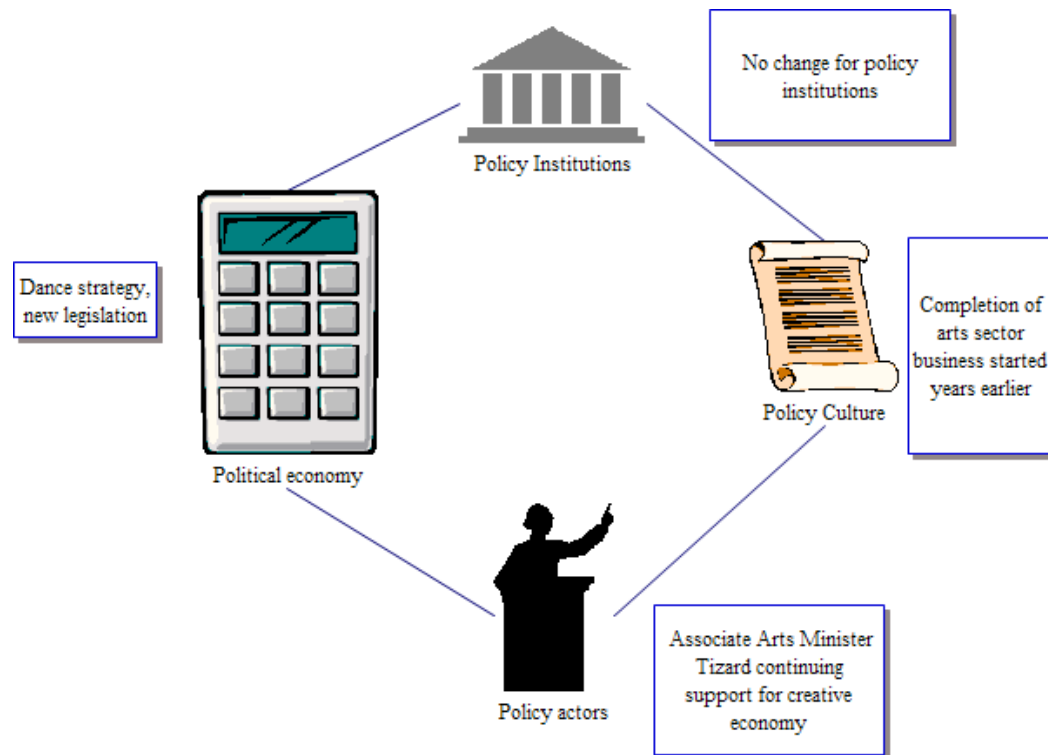 No change for policy
institutions
Policy Institutions
Dance strategy,
new legislation
Political economy
Completion of
arts sector
business started
years earlier
Policy Culture
Associate Arts Minister
Tizard continuing
support for creative
economy
Policy actors